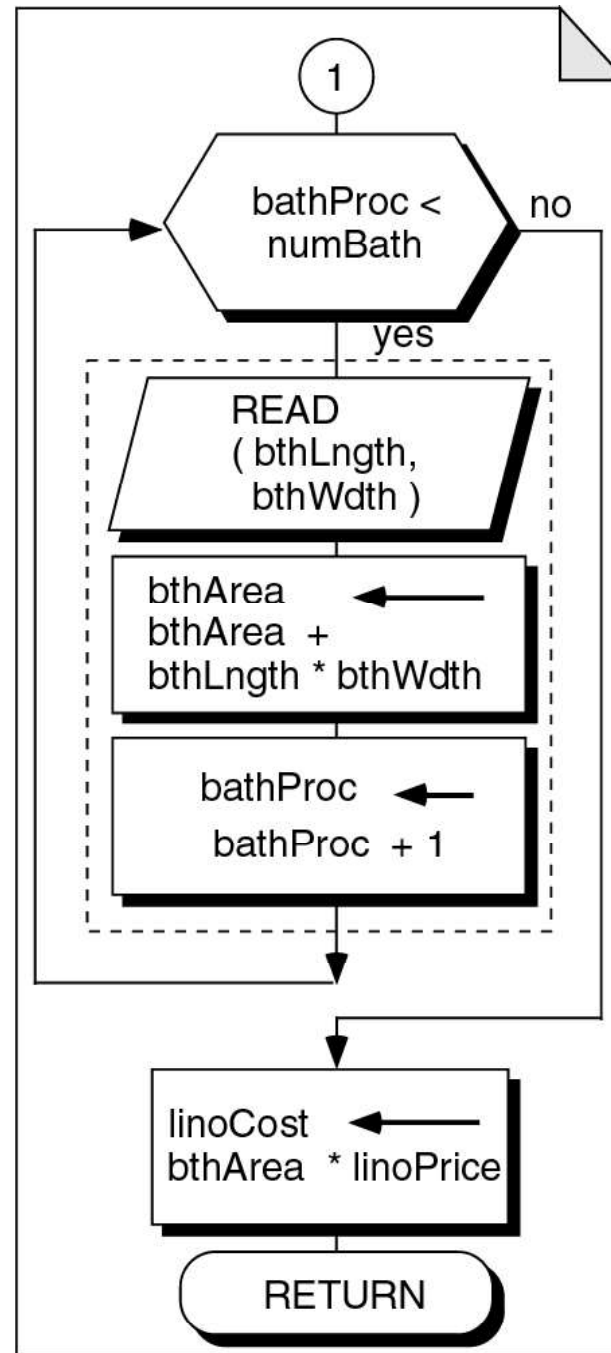 1
bathProc <
numBath
no
yes
READ
( bthLngth,
bthWdth )
bthArea
bthArea +
bthLngth * bthWdth
bathProc
bathProc + 1
linoCost
bthArea * linoPrice
RETURN